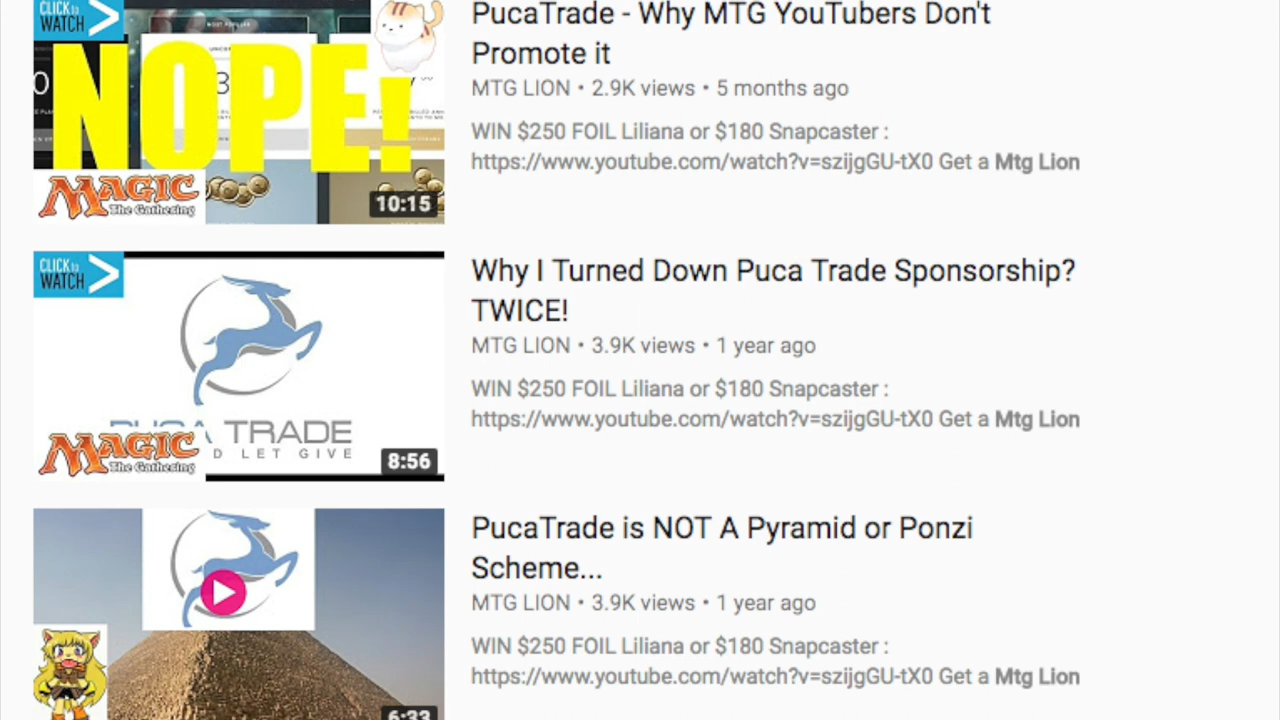 CLICK to
WATCH >
NOPE!
MAGIC
The Gathering
10:15
PucaTrade - Why MTG YouTubers Don't
Promote it
MTG LION • 2.9K views • 5 months ago
WIN $250 FOIL Liliana or $180 Snapcaster :
https://www.youtube.com/watch?v=szijgGU-tX0 Get a Mtg Lion
CLICK to
WATCH >
PUCA TRADE
D LET GIVE
MAGIC
The Gathering
8:56
Why I Turned Down Puca Trade Sponsorship?
TWICE!
MTG LION • 3.9K views • 1 year ago
WIN $250 FOIL Liliana or $180 Snapcaster :
https://www.youtube.com/watch?v=szijgGU-tX0 Get a Mtg Lion
6:33
PucaTrade is NOT A Pyramid or Ponzi
Scheme...
MTG LION • 3.9K views • 1 year ago
WIN $250 FOIL Liliana or $180 Snapcaster :
https://www.youtube.com/watch?v=szijgGU-tX0 Get a Mtg Lion